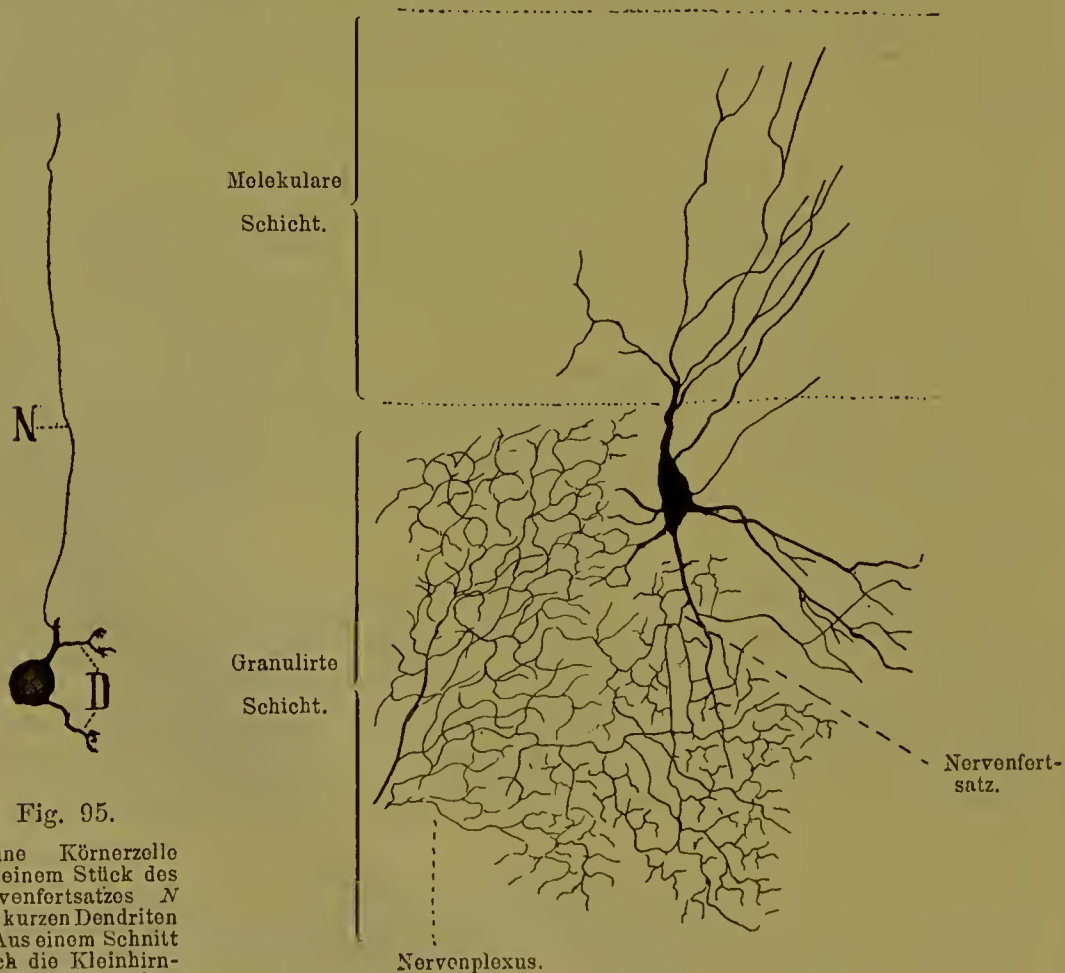 Molekulare
Schicht.
N
D
Granulirte
Schicht.
Nervenfort-
satz.
Nervenplexus.
Fig. 95.
Körnerzelle
einem Stück des
N
kurzen Dendriten
Aus einem Schnitt
die Kleinhirn-